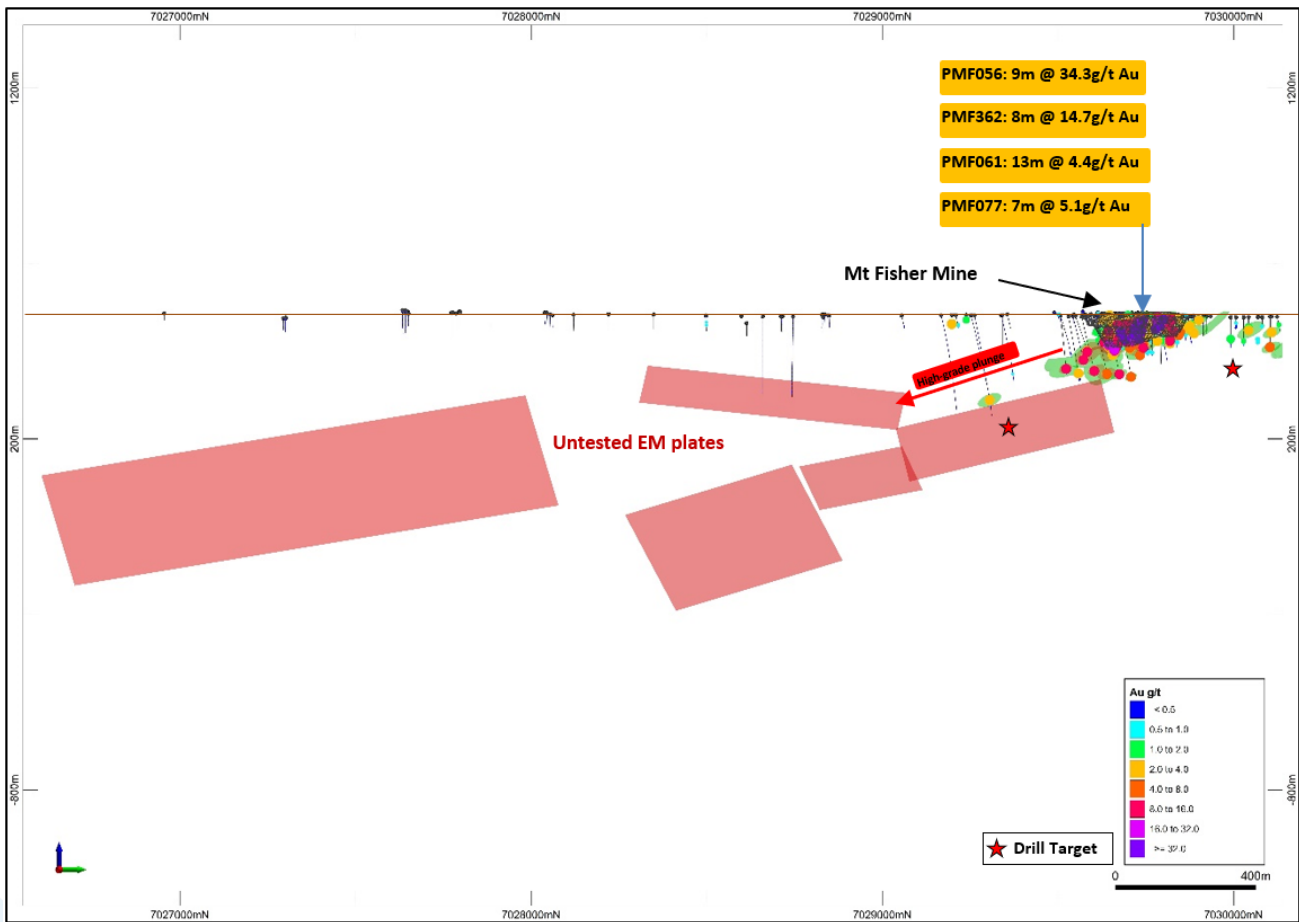 7027000mN
7028000mN
7029000mN
7030000mN
1200m
1200m
PMF056: 9m @ 34.3g/t Au
PMF362: 8m @ 14.7g/t Au
PMF061: 13m @ 4.4g/t Au
PMF077: 7m @ 5.1g/t Au
Mt Fisher Mine
High-grade plunge
200m
Untested EM plates
200m
Au g/t
< 0.5
0.5 to 1.0
1.0 to 2.0
2.0 to 4.0
4.0 to 8.0
8.0 to 16.0
16.0 to 32.0
>= 32.0
-800m
-800m
Drill Target
0
400m
7027000mN
7028000mN
7029000mN
7030000mN